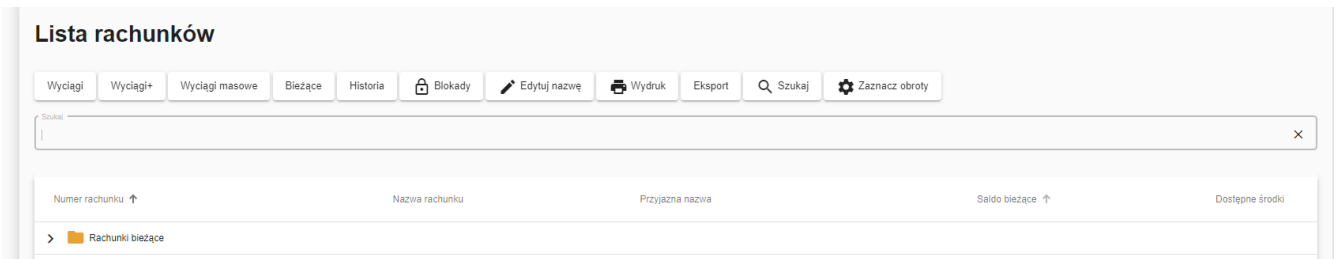 Lista rachunków
Wyciągi Wyciągi+ Wyciągi masowe Bieżące Historia Blokady Edytuj nazwę Wydruk Eksport Szukaj Zaznacz obroty
Szukaj
Numer rachunku Nazwa rachunku Przyjazna nazwa Saldo bieżące Dostępne środki
Rachunki bieżące